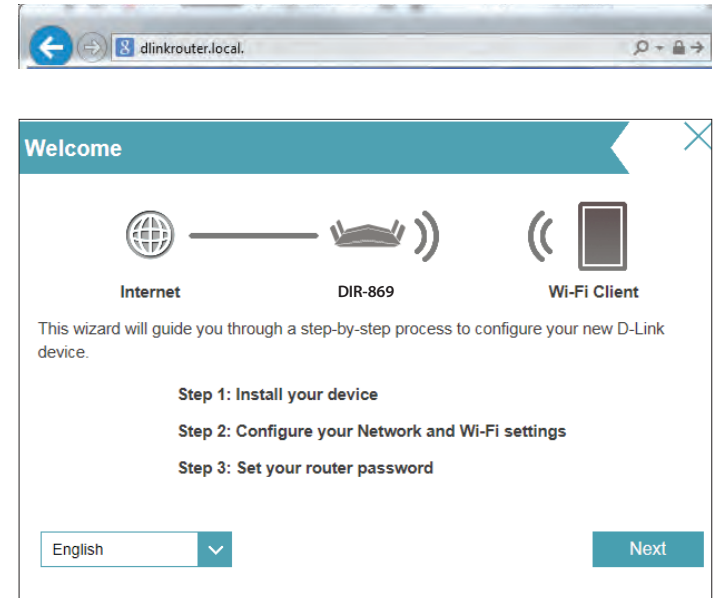 dlinkrouter.local.
Welcome
Internet
DIR-869
Wi-Fi Client
This wizard will guide you through a step-by-step process to configure your new D-Link
device.
Step 1: Install your device
Step 2: Configure your Network and Wi-Fi settings
Step 3: Set your router password
English
Next